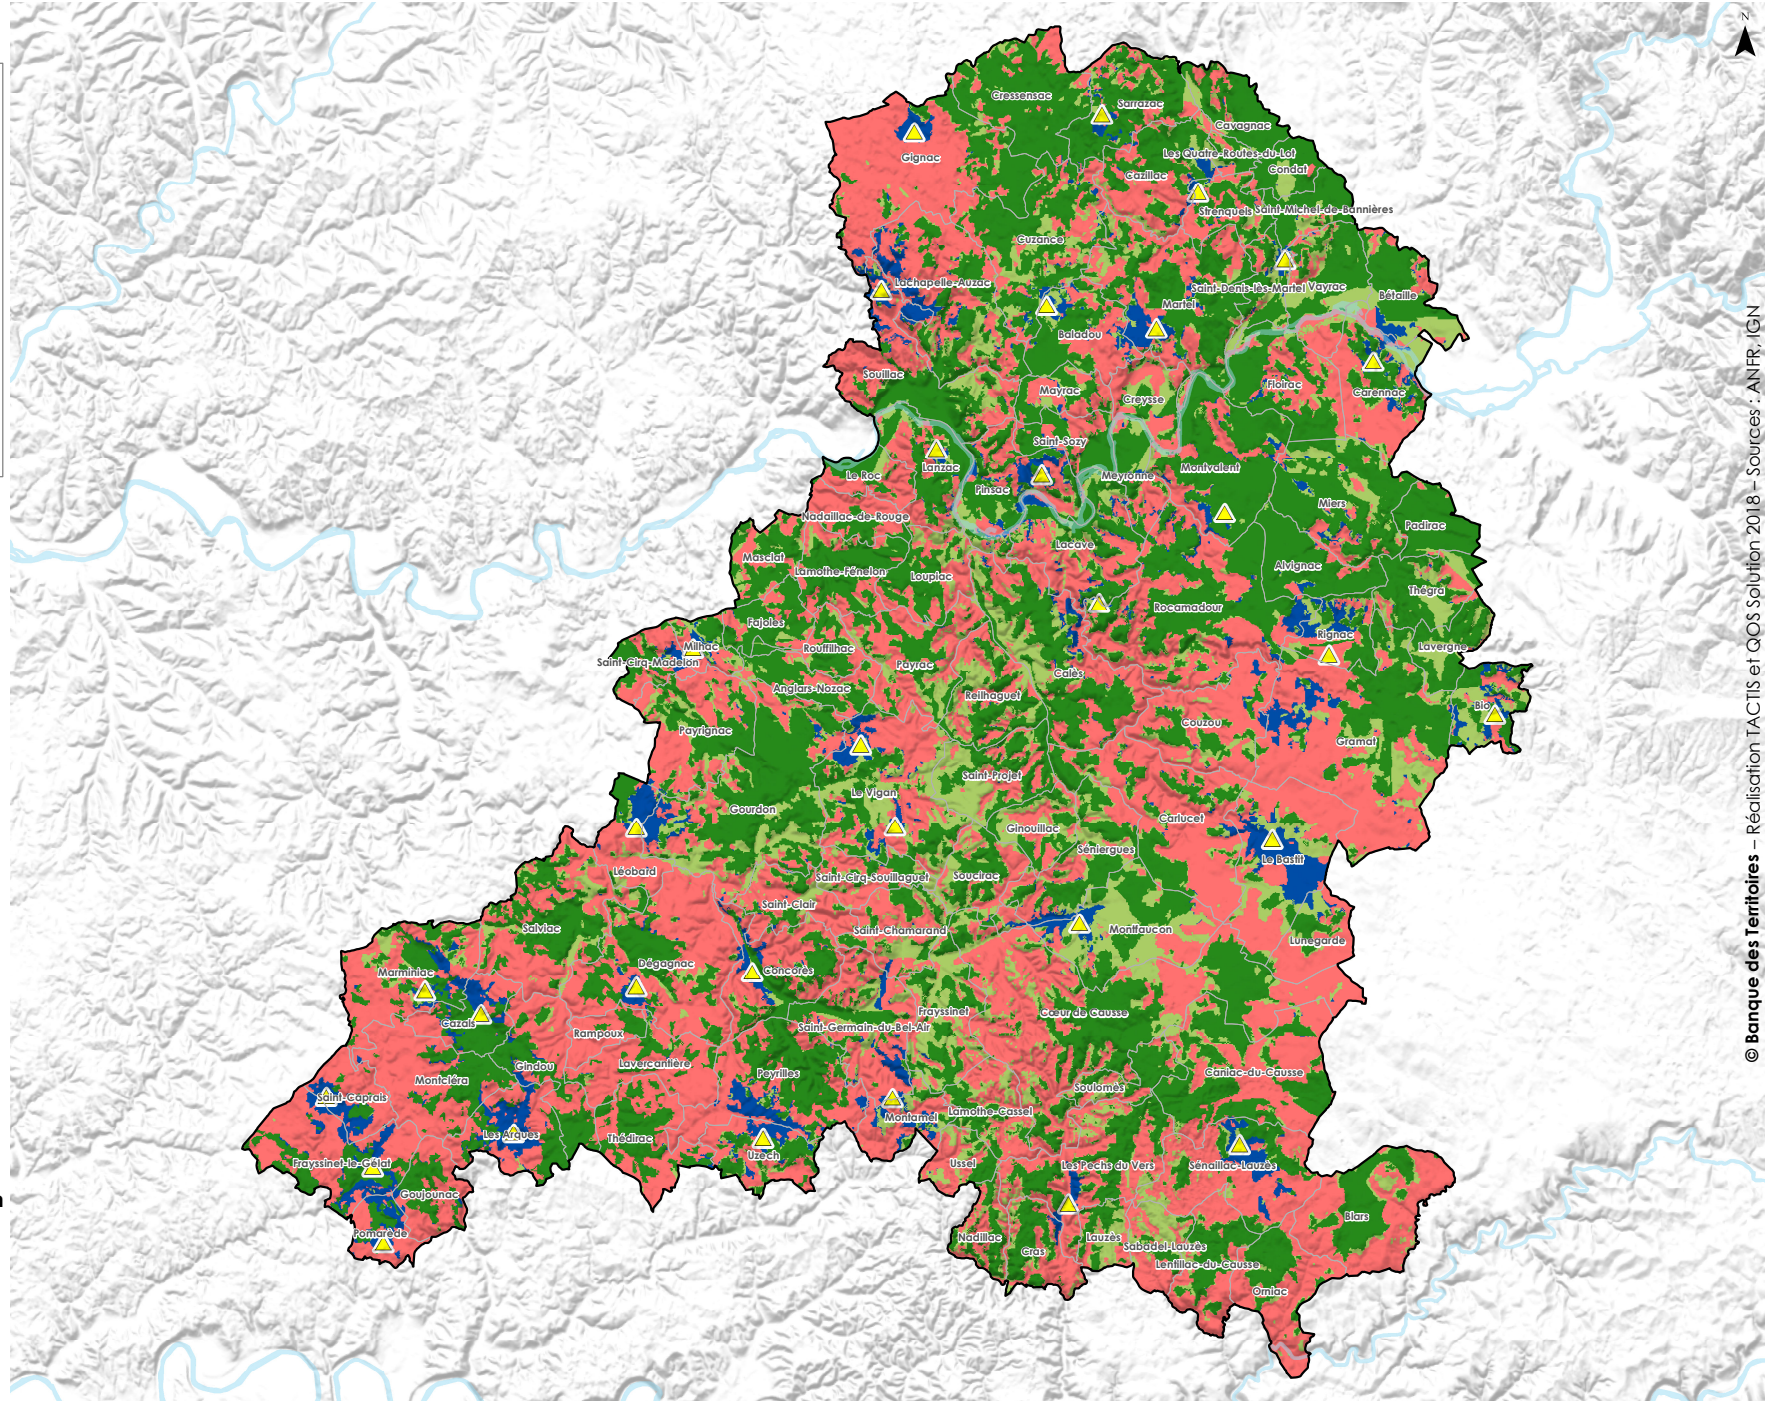 N
Cressensac
Sarrazac
Cavagnac
Gignac
Les Quatre-Routes-du-Lot
Condat
Cazillac
Strenquels
Saint-Michel-de-Bannières
Cuzance
Lachapelle-Auzac
Saint-Denis-lès-Martel
Vayrac
Bétaille
Martel
Baladou
Souillac
Mayrac
Creysse
Floirac
Carennac
Saint-Sozy
Lanzac
Le Roc
Pinsac
Meyronne
Montvalent
Miers
Nadaillac-de-Rouge
Padirac
Lacave
Masclat
Lamothe-Fénelon
Loupiac
Alvignac
Thégra
Rocamadour
Fajoles
Rignac
Milhac
Rouffilhac
Lavergne
Saint-Cirq-Madelon
Payrac
Calès
Anglars-Nozac
Reilhaguet
Bio
Couzou
Payrignac
Gramat
Saint-Projet
Le Vigan
Gourdon
Carlucet
Ginouillac
Séniergues
Le Bastit
Léobard
Saint-Cirq-Souillaguet
Soucirac
Saint-Clair
Salviac
Saint-Chamarand
Montfaucon
Lunegarde
Dégagnac
Concorès
Marminiac
Frayssinet
Cœur de Causse
Cazals
Saint-Germain-du-Bel-Air
Rampoux
Lavercantière
Gindou
Peyrilles
Caniac-du-Causse
Montcléra
Soulomès
Saint-Caprais
Lamothe-Cassel
Montamel
Les Arques
Thédirac
Uzech
Frayssinet-le-Gélat
Ussel
Les Pechs du Vers
Sénaillac-Lauzès
Goujounac
Blars
Pomarède
Nadillac
Cras
Lauzès
Sabadel-Lauzès
Lentillac-du-Causse
Orniac
© Banque des Territoires – Réalisation TACTIS et QOS Solution 2018 – Sources : ANFR, IGN